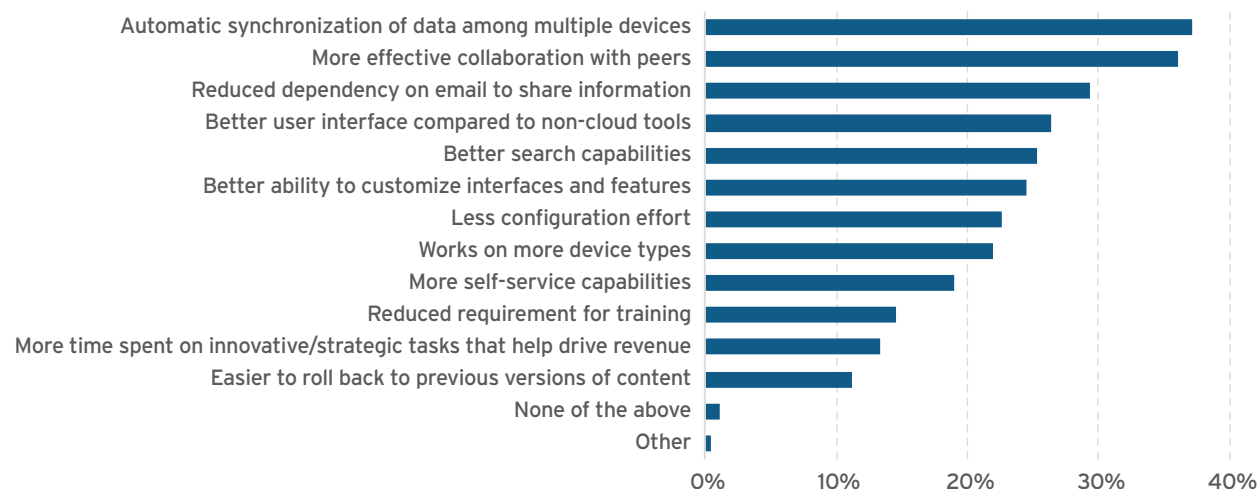 Automatic synchronization of data among multiple devices
More effective collaboration with peers
Reduced dependency on email to share information
Better user interface compared to non-cloud tools
Better search capabilities
Better ability to customize interfaces and features
Less configuration effort
Works on more device types
More self-service capabilities
Reduced requirement for training
More time spent on innovative/strategic tasks that help drive revenue
Easier to roll back to previous versions of content
None of the above
Other
0% 10% 20% 30% 40%